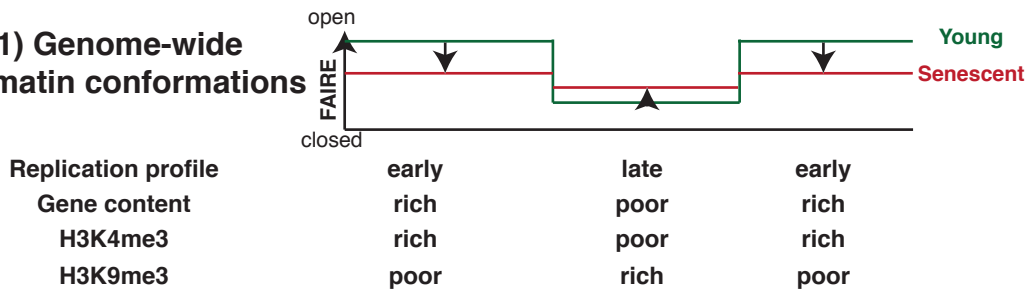 open
1) Genome-wide
Young
matin conformations
Senescent
FAIRE
closed
Replication profile early late early
Gene content rich poor rich
H3K4me3 rich poor rich
H3K9me3 poor rich poor